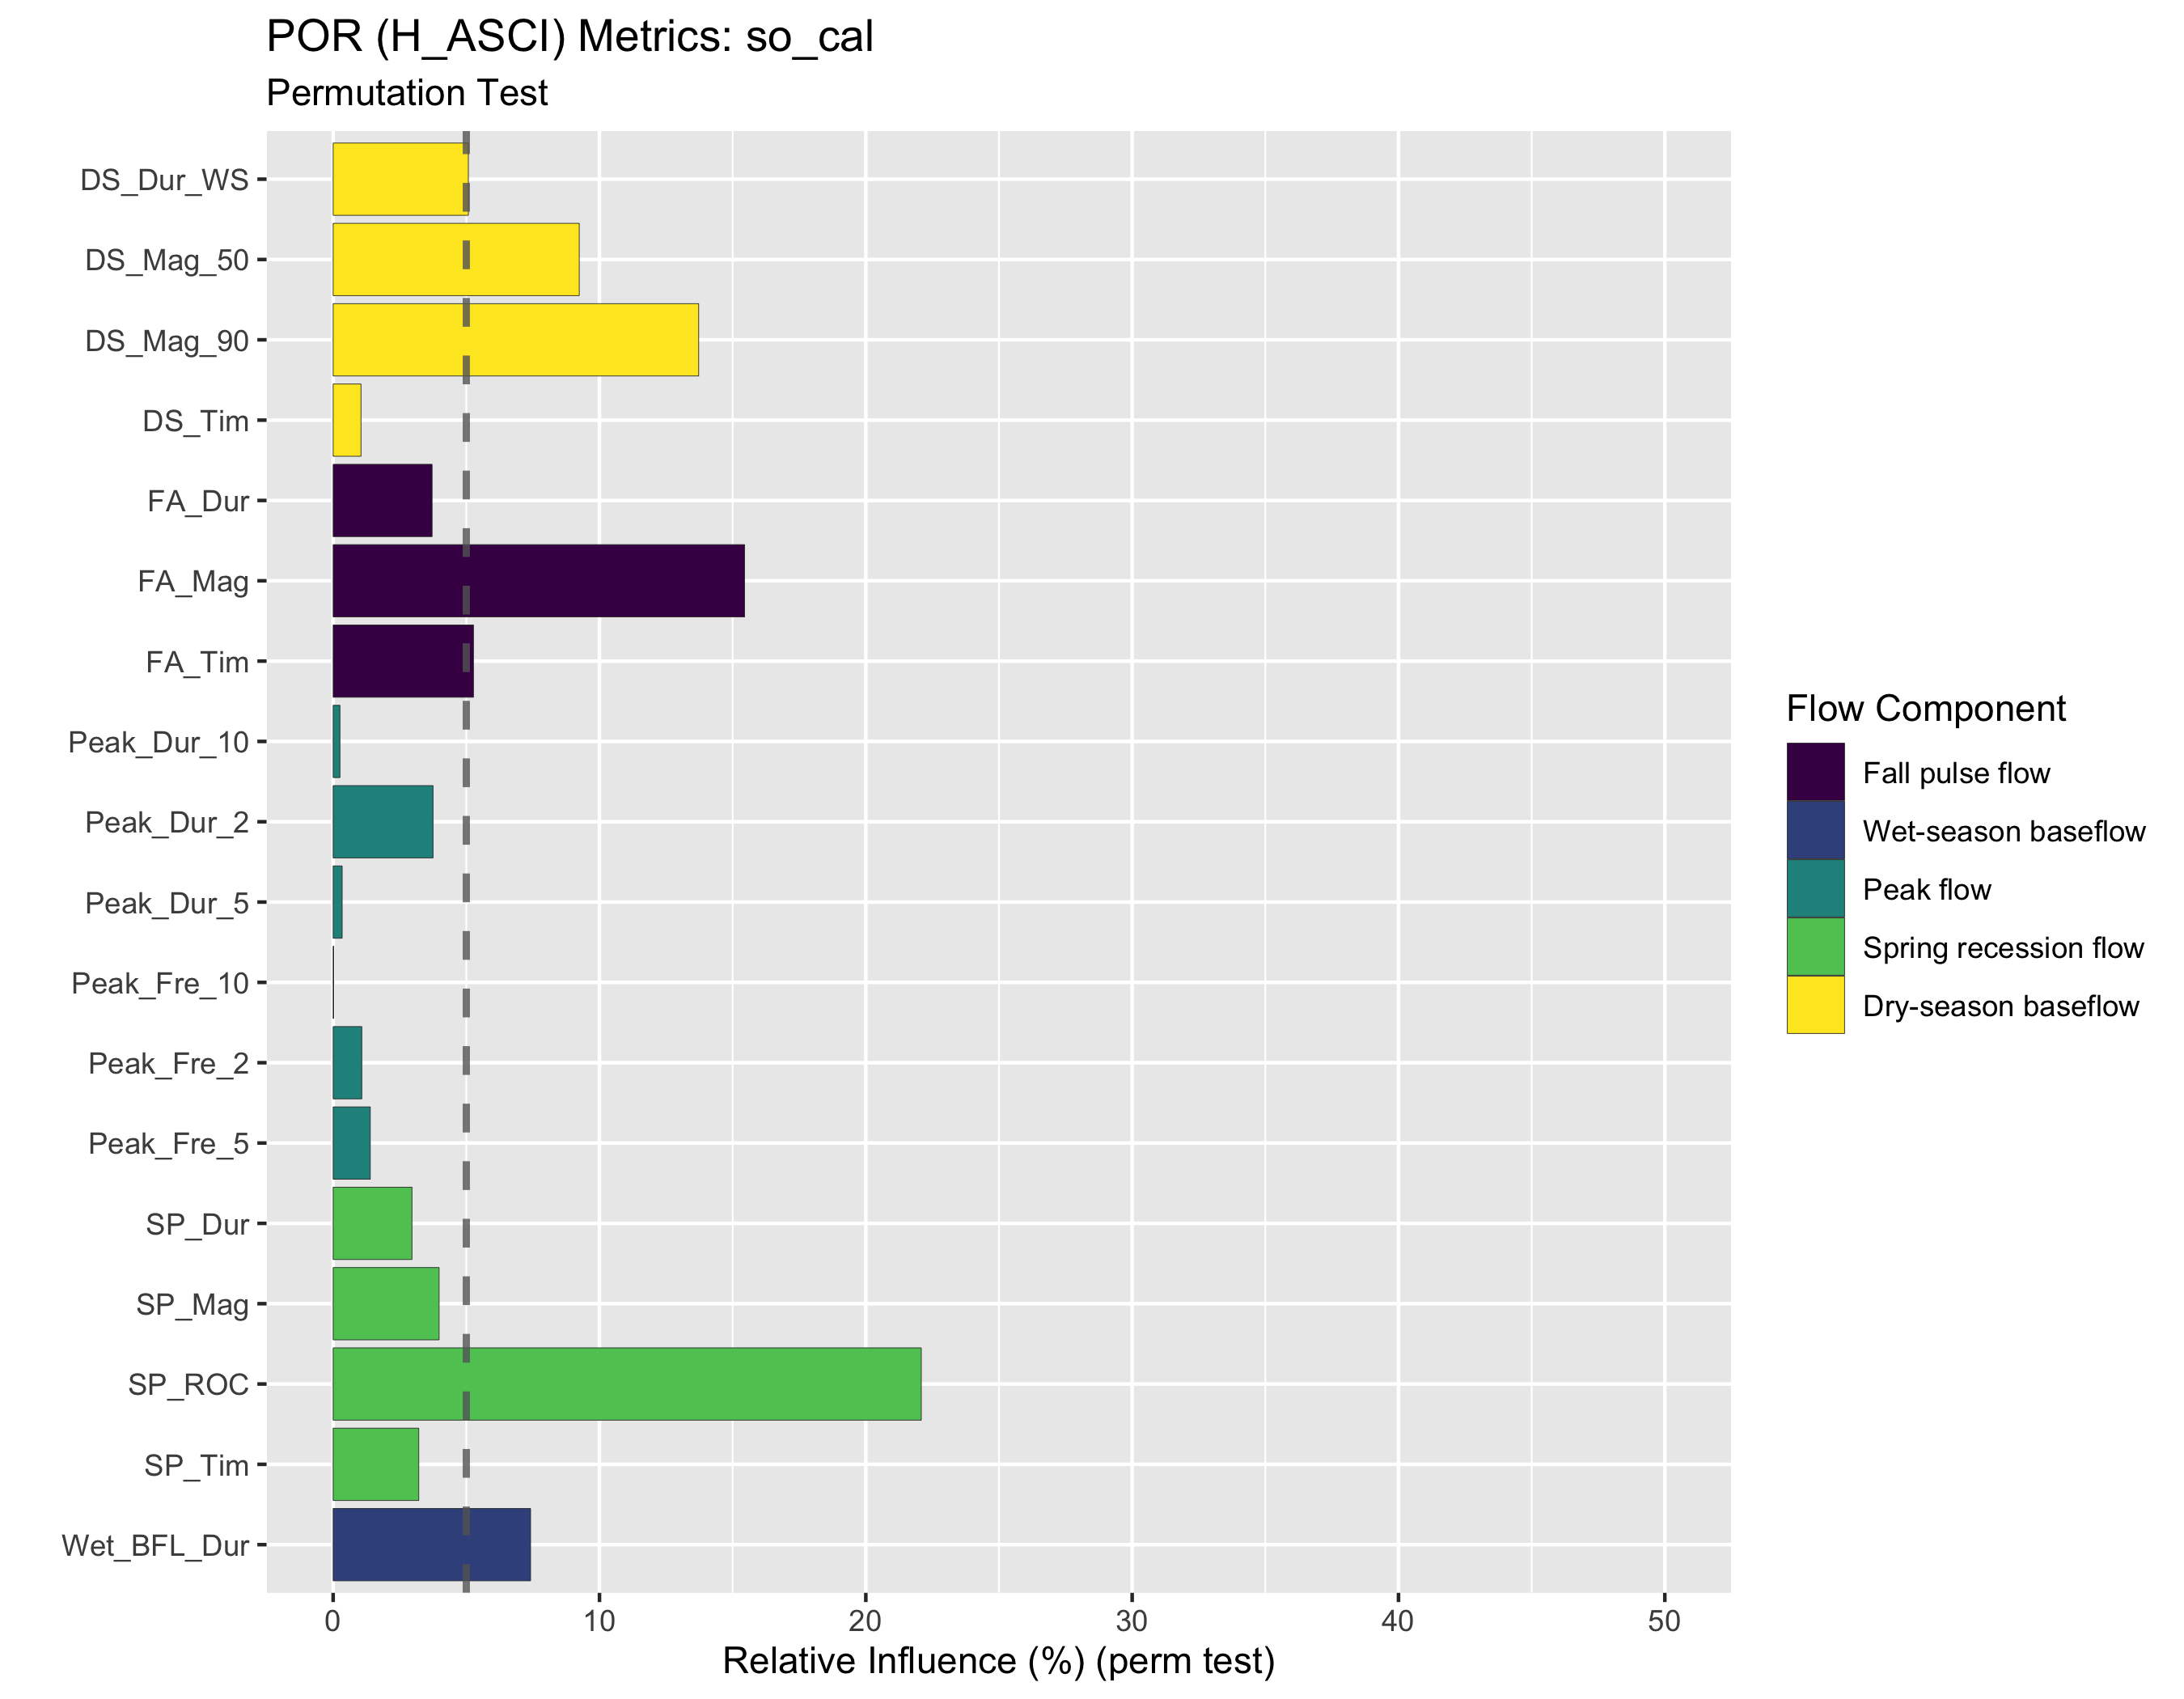 POR (H_ASCI) Metrics: so_cal
Permutation Test
DS_Dur_WS
DS_Mag_50
DS_Mag_90
DS_Tim
FA_Dur
FA_Mag
FA_Tim
Peak_Dur_10
Peak_Dur_2
Peak_Dur_5
Peak_Fre_10
Peak_Fre_2
Peak_Fre_5
SP_Dur
SP_Mag
SP_ROC
SP_Tim
Wet_BFL_Dur
0 10 20 30 40 50
Relative Influence (%) (perm test)
Flow Component
Fall pulse flow
Wet-season baseflow
Peak flow
Spring recession flow
Dry-season baseflow